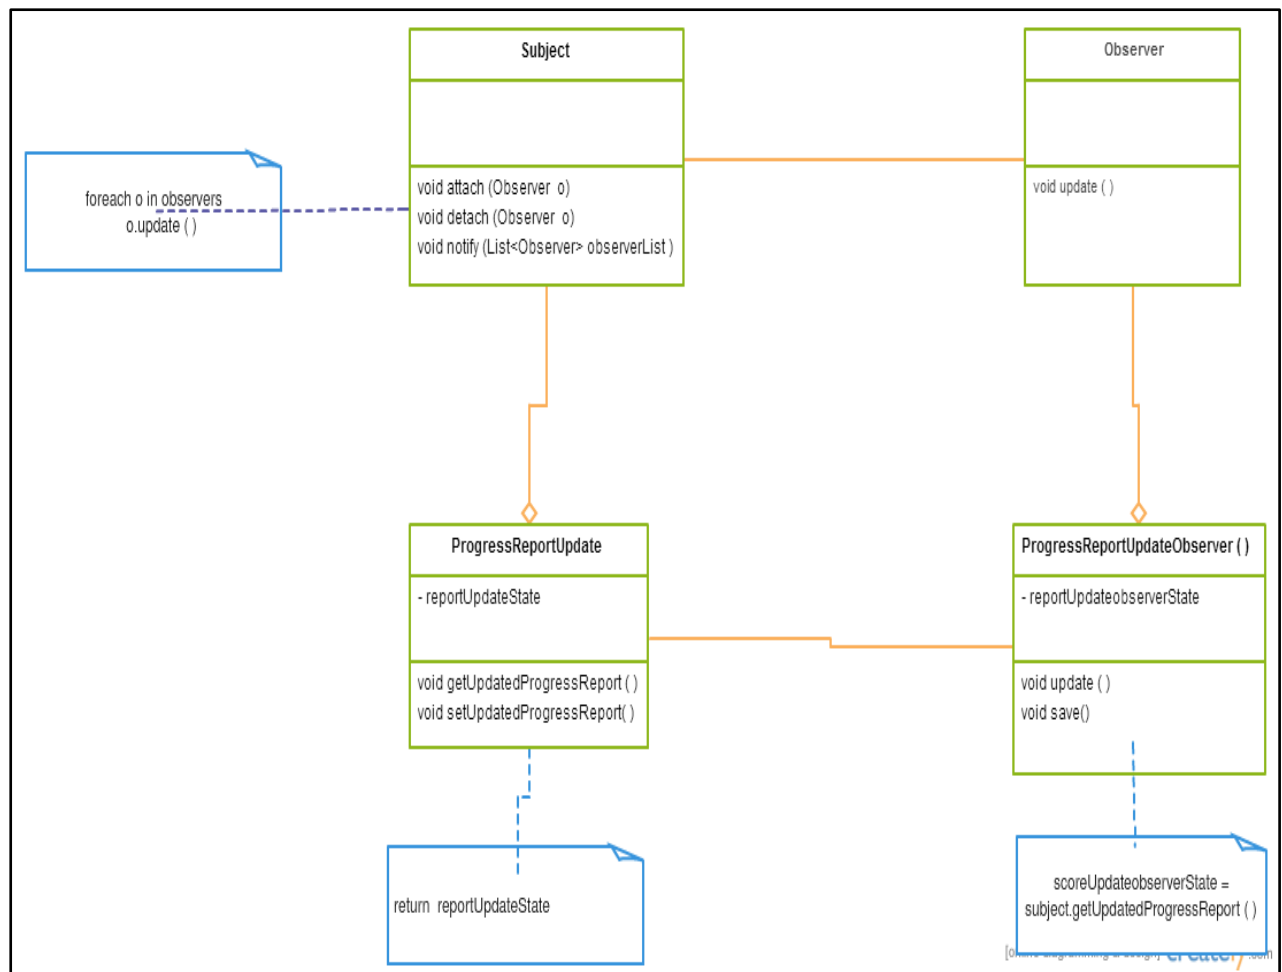 Subject
Observer
foreach o in observers
o.update ( )
void attach (Observer o)
void detach (Observer o)
void notify (List<Observer> observerList )
void update ( )
ProgressReportUpdate
- reportUpdateState
void getUpdatedProgressReport ( )
void setUpdatedProgressReport( )
ProgressReportUpdateObserver ( )
- reportUpdateobserverState
void update ( )
void save()
return reportUpdateState
scoreUpdateobserverState =
subject.getUpdatedProgressReport ( )